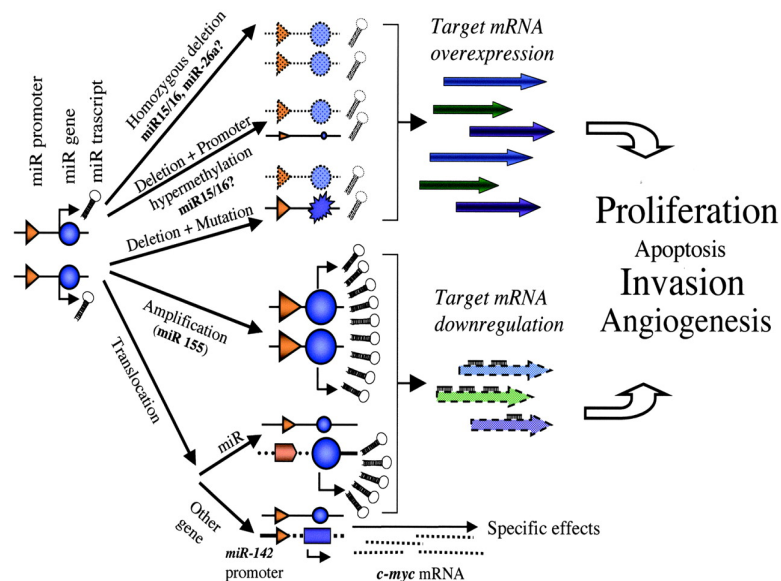 miR promoter
miR gene
miR trascript
Homozygous deletion
miR15/16, miR-26a?
Deletion + Promoter
hypermethylation
miR15/16?
Deletion + Mutation
Amplification
(miR 155)
Translocation
miR
Other
gene
miR-142
promoter
c-myc mRNA
Specific effects
Target mRNA
overexpression
Target mRNA
downregulation
Proliferation
Apoptosis
Invasion
Angiogenesis